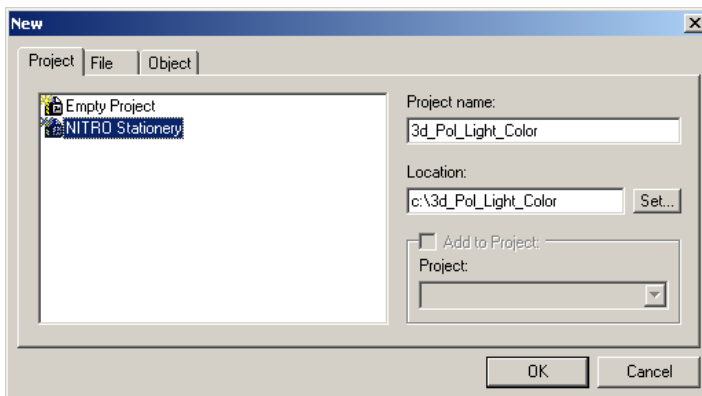 New
Project File Object
Empty Project
NITRO Stationery
Project name:
3d_Pol_Light_Color
Location:
c:\3d_Pol_Light_Color Set...
Add to Project:
Project:
OK Cancel